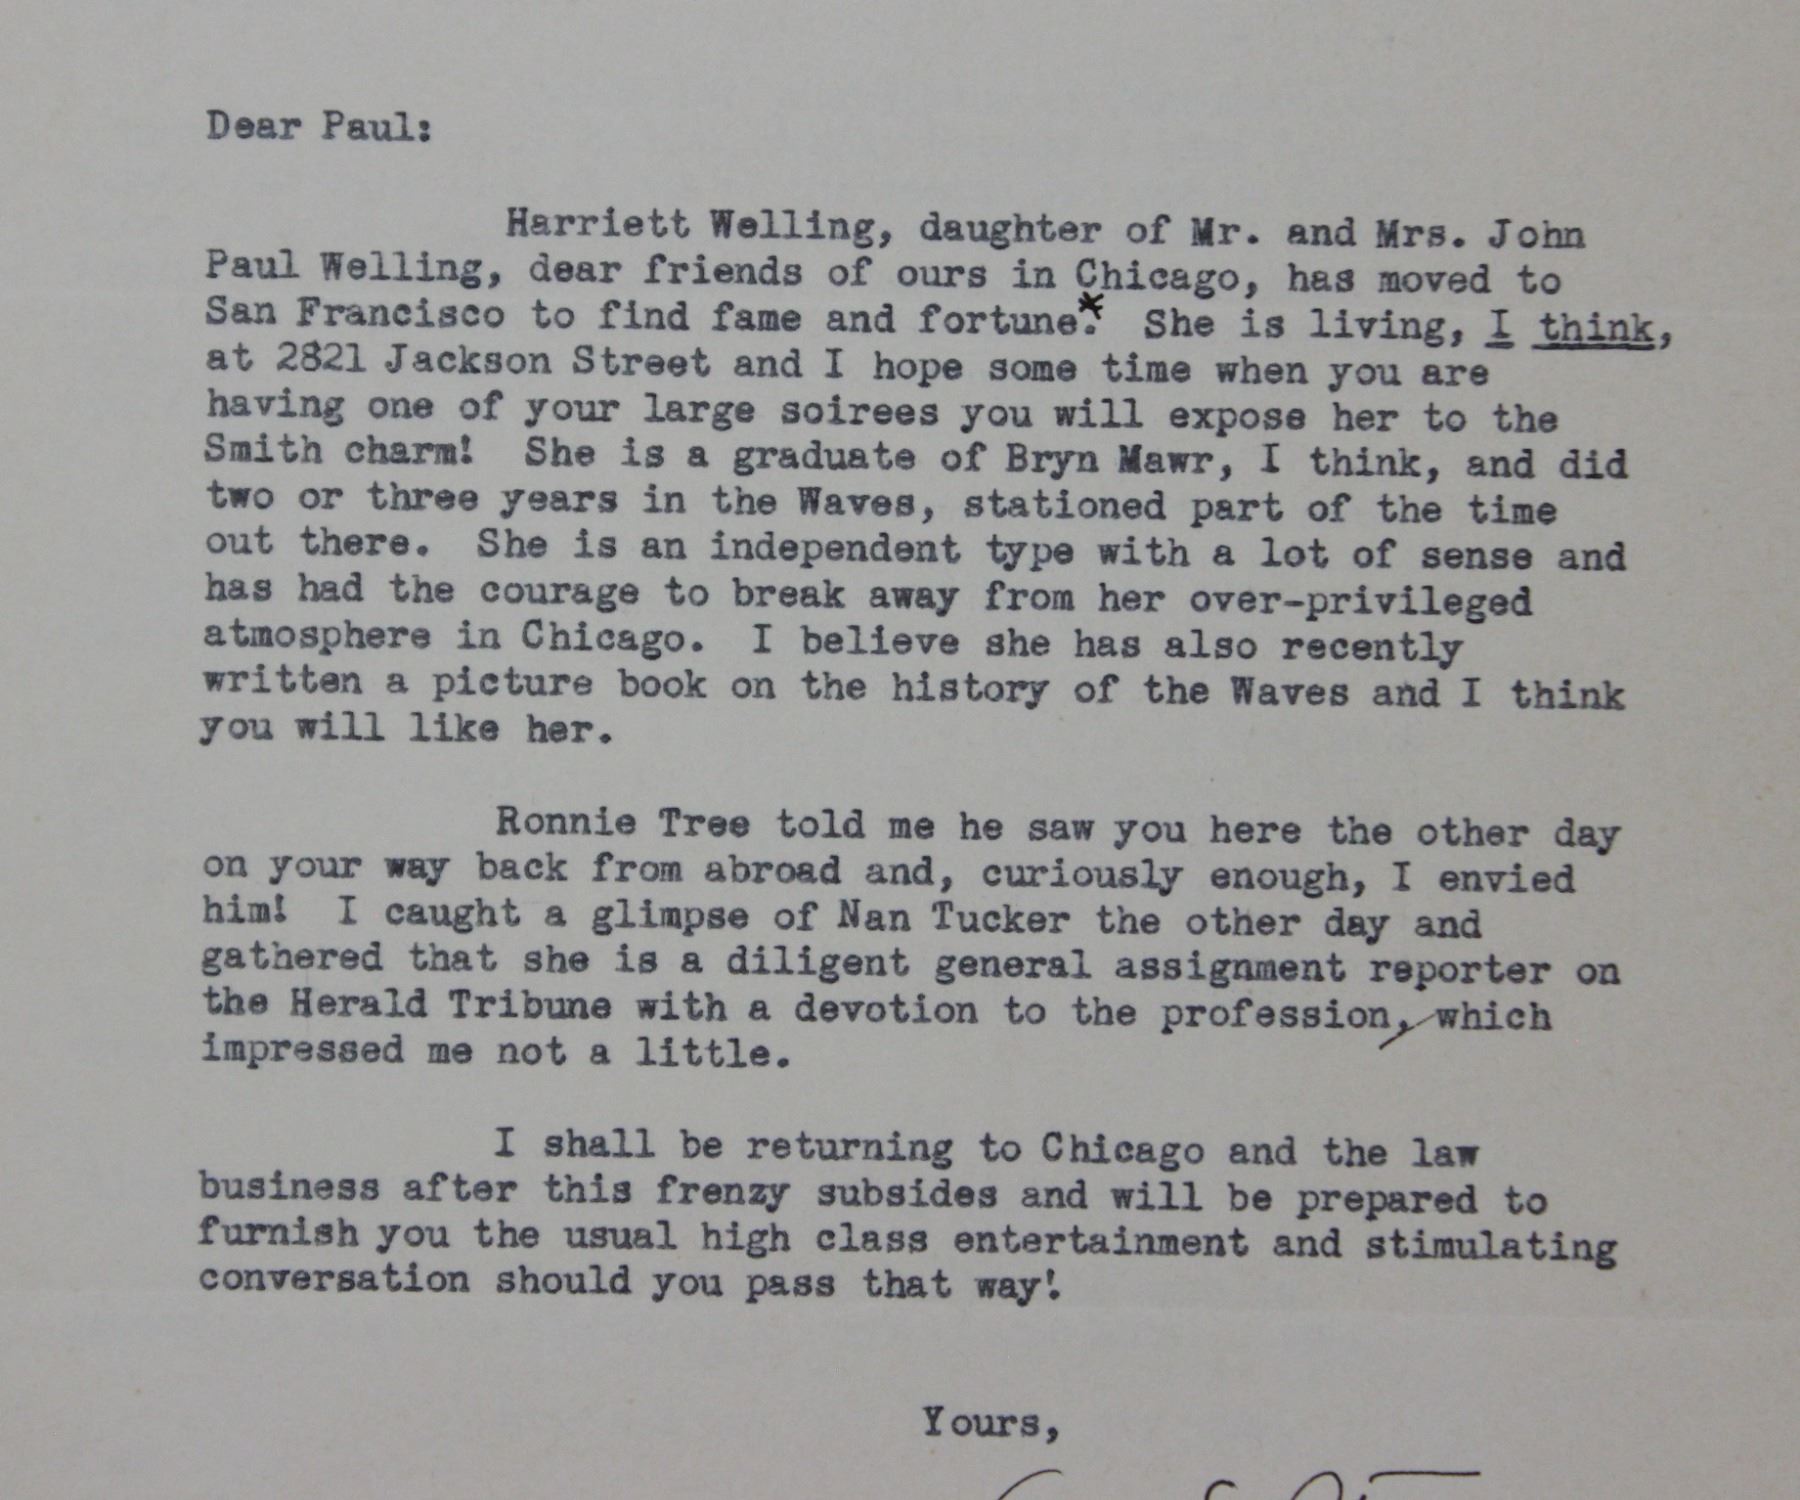 Dear Paul:
Harriett Welling, daughter of Mr. and Mrs. John
Paul Welling, dear friends of ours in Chicago, has moved to
San Francisco to find fame and fortune.* She is living, I think,
at 2821 Jackson Street and I hope some time when you are
having one of your large soirees you will expose her to the
Smith charm! She is a graduate of Bryn Mawr, I think, and did
two or three years in the Waves, stationed part of the time
out there. She is an independent type with a lot of sense and
has had the courage to break away from her over-privileged
atmosphere in Chicago. I believe she has also recently
written a picture book on the history of the Waves and I think
you will like her.
Ronnie Tree told me he saw you here the other day
on your way back from abroad and, curiously enough, I envied
him! I caught a glimpse of Nan Tucker the other day and
gathered that she is a diligent general assignment reporter on
the Herald Tribune with a devotion to the profession, which
impressed me not a little.
I shall be returning to Chicago and the law
business after this frenzy subsides and will be prepared to
furnish you the usual high class entertainment and stimulating
conversation should you pass that way!
Yours,